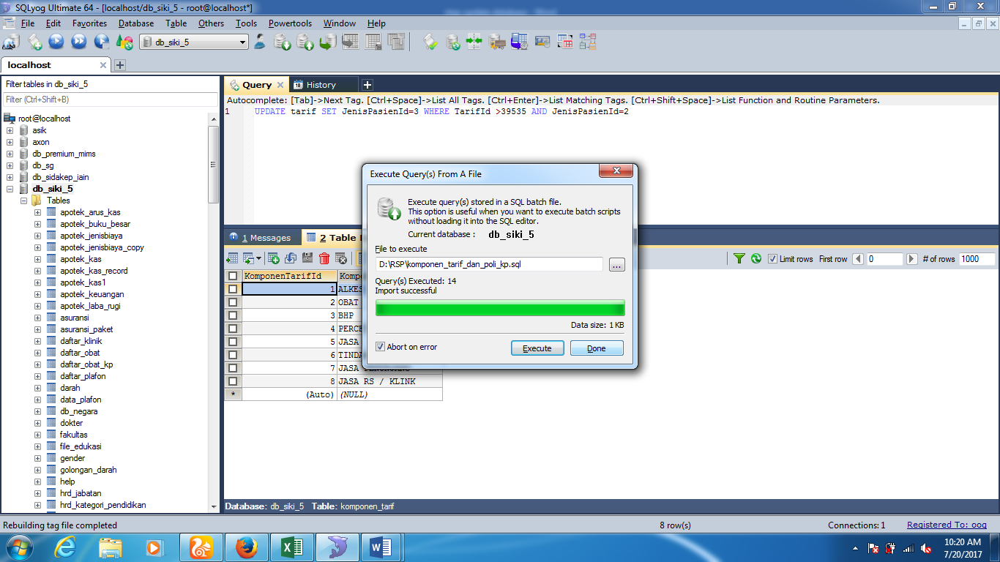 SQLyog Ultimate 64 - [localhost/db_siki_5 - root@localhost*]
File Edit Favorites Database Table Others Tools Powertools Window Help
db_siki_5
localhost
Filter tables in db_siki_5
Filter (Ctrl+Shift+B)
root@localhost
asik
axon
db_premium_mims
db_sg
db_sidakep_iain
db_siki_5
Tables
apotek_arus_kas
apotek_buku_besar
apotek_jenisbiaya
apotek_jenisbiaya_copy
apotek_kas
apotek_kas_record
apotek_kas1
apotek_keuangan
apotek_laba_rugi
asuransi
asuransi_paket
daftar_klinik
daftar_obat
daftar_obat_kp
daftar_plafon
darah
data_plafon
db_negara
dokter
fakultas
file_edukasi
gender
golongan_darah
help
hrd_jabatan
hrd_kategori_pendidikan
Query History
Autocomplete: [Tab]->Next Tag. [Ctrl+Space]->List All Tags. [Ctrl+Enter]->List Matching Tags. [Ctrl+Shift+Space]->List Function and Routine Parameters.
1 UPDATE tarif SET JenisPasienId=3 WHERE TarifId >39535 AND JenisPasienId=2
Execute Query(s) From A File
Execute query(s) stored in a SQL batch file.
This option is useful when you want to execute batch scripts
without loading it into the SQL editor.
Current database : db_siki_5
File to execute
D:\RSP\komponen_tarif_dan_poli_kp.sql
...
Query(s) Executed: 14
Import successful
Data size: 1 KB
Abort on error
Execute Done
1 Messages 2 Table
Limit rows First row 0 # of rows 1000
KomponenTarifId
1 ALKES
2 OBAT
3 BHP
4
5 JASA
6
7 JASA
8 JASA RS / KLINK
* (Auto) (NULL)
Database: db_siki_5 Table: komponen_tarif
Rebuilding tag file completed 8 row(s) Connections: 1 Registered To: oog
10:20 AM
7/20/2017